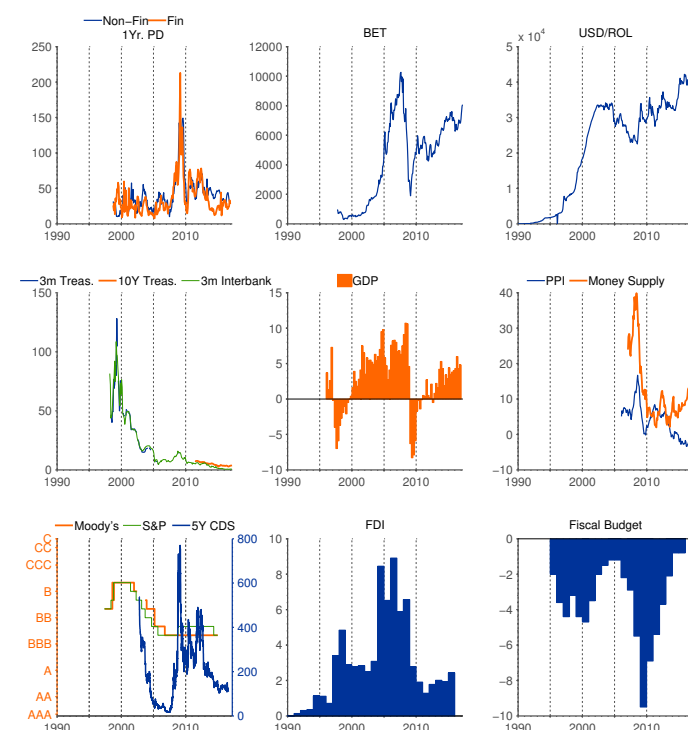 Non−Fin Fin
1Yr. PD
250
200
150
100
50
0
1990 2000 2010
BET
12000
10000
8000
6000
4000
2000
0
1990 2000 2010
USD/ROL
x 10^4
5
4
3
2
1
0
1990 2000 2010
3m Treas. 10Y Treas. 3m Interbank
150
100
50
0
1990 2000 2010
GDP
15
10
5
0
−5
−10
1990 2000 2010
PPI Money Supply
40
30
20
10
0
−10
1990 2000 2010
Moody's S&P 5Y CDS
C
CC
CCC
B
BB
BBB
A
AA
AAA
800
600
400
200
0
1990 2000 2010
FDI
10
8
6
4
2
0
1990 2000 2010
Fiscal Budget
0
−2
−4
−6
−8
−10
1990 2000 2010